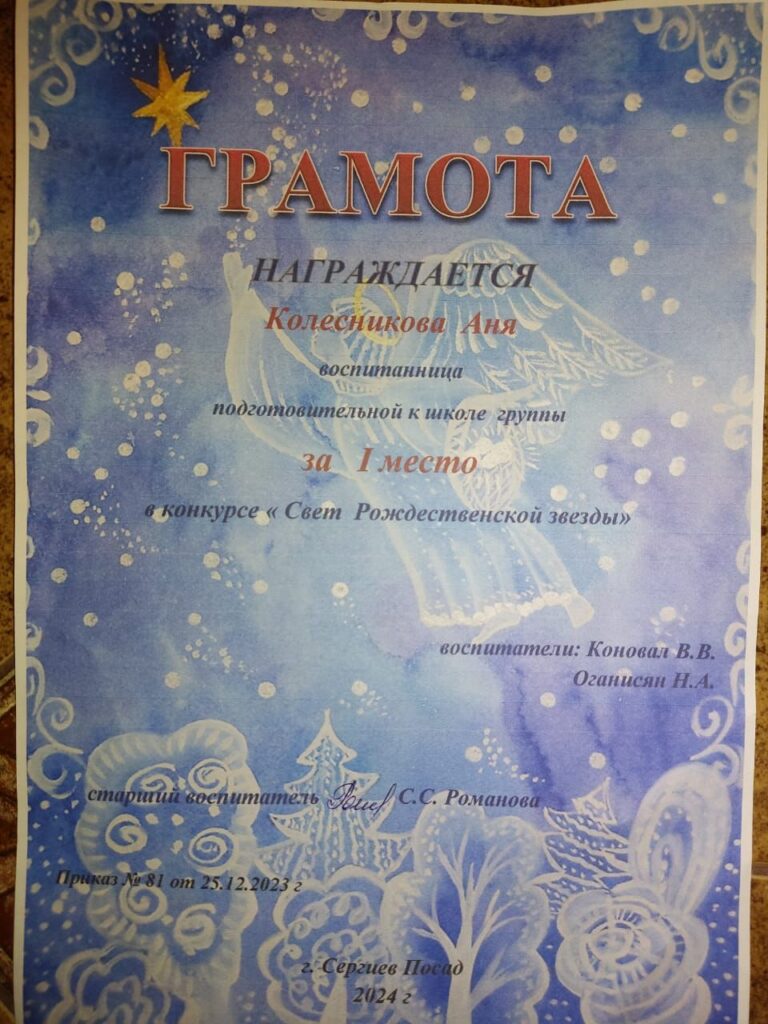 ГРАМОТА
НАГРАЖДАЕТСЯ
Колесникова Аня
воспитанница
подготовительной к школе группы
за I место
в конкурсе « Свет Рождественской звезды»
воспитатели: Коновал В.В.
Оганисян Н.А.
старший воспитатель С.С. Романова
Приказ № 81 от 25.12.2023 г
г. Сергиев Посад
2024 г